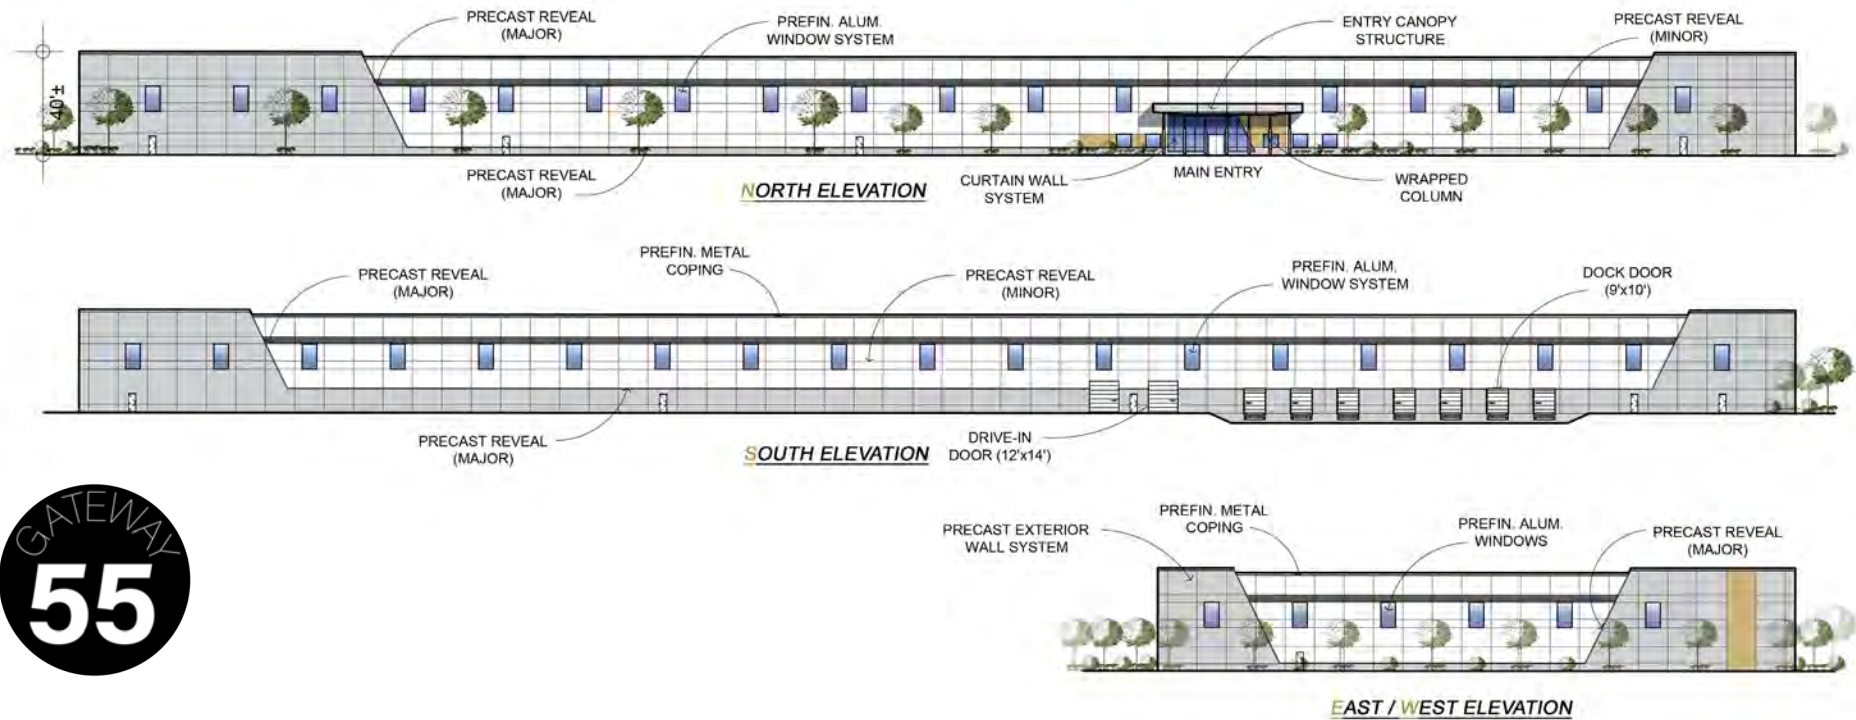 PRECAST REVEAL
(MAJOR)
PREFIN. ALUM.
WINDOW SYSTEM
ENTRY CANOPY
STRUCTURE
PRECAST REVEAL
(MINOR)
40'±
PRECAST REVEAL
(MAJOR)
NORTH ELEVATION
CURTAIN WALL
SYSTEM
MAIN ENTRY
WRAPPED
COLUMN
PRECAST REVEAL
(MAJOR)
PREFIN. METAL
COPING
PRECAST REVEAL
(MINOR)
PREFIN. ALUM.
WINDOW SYSTEM
DOCK DOOR
(9'x10')
PRECAST REVEAL
(MAJOR)
SOUTH ELEVATION
DRIVE-IN
DOOR (12'x14')
GATEWAY
55
PRECAST EXTERIOR
WALL SYSTEM
PREFIN. METAL
COPING
PREFIN. ALUM.
WINDOWS
PRECAST REVEAL
(MAJOR)
EAST / WEST ELEVATION